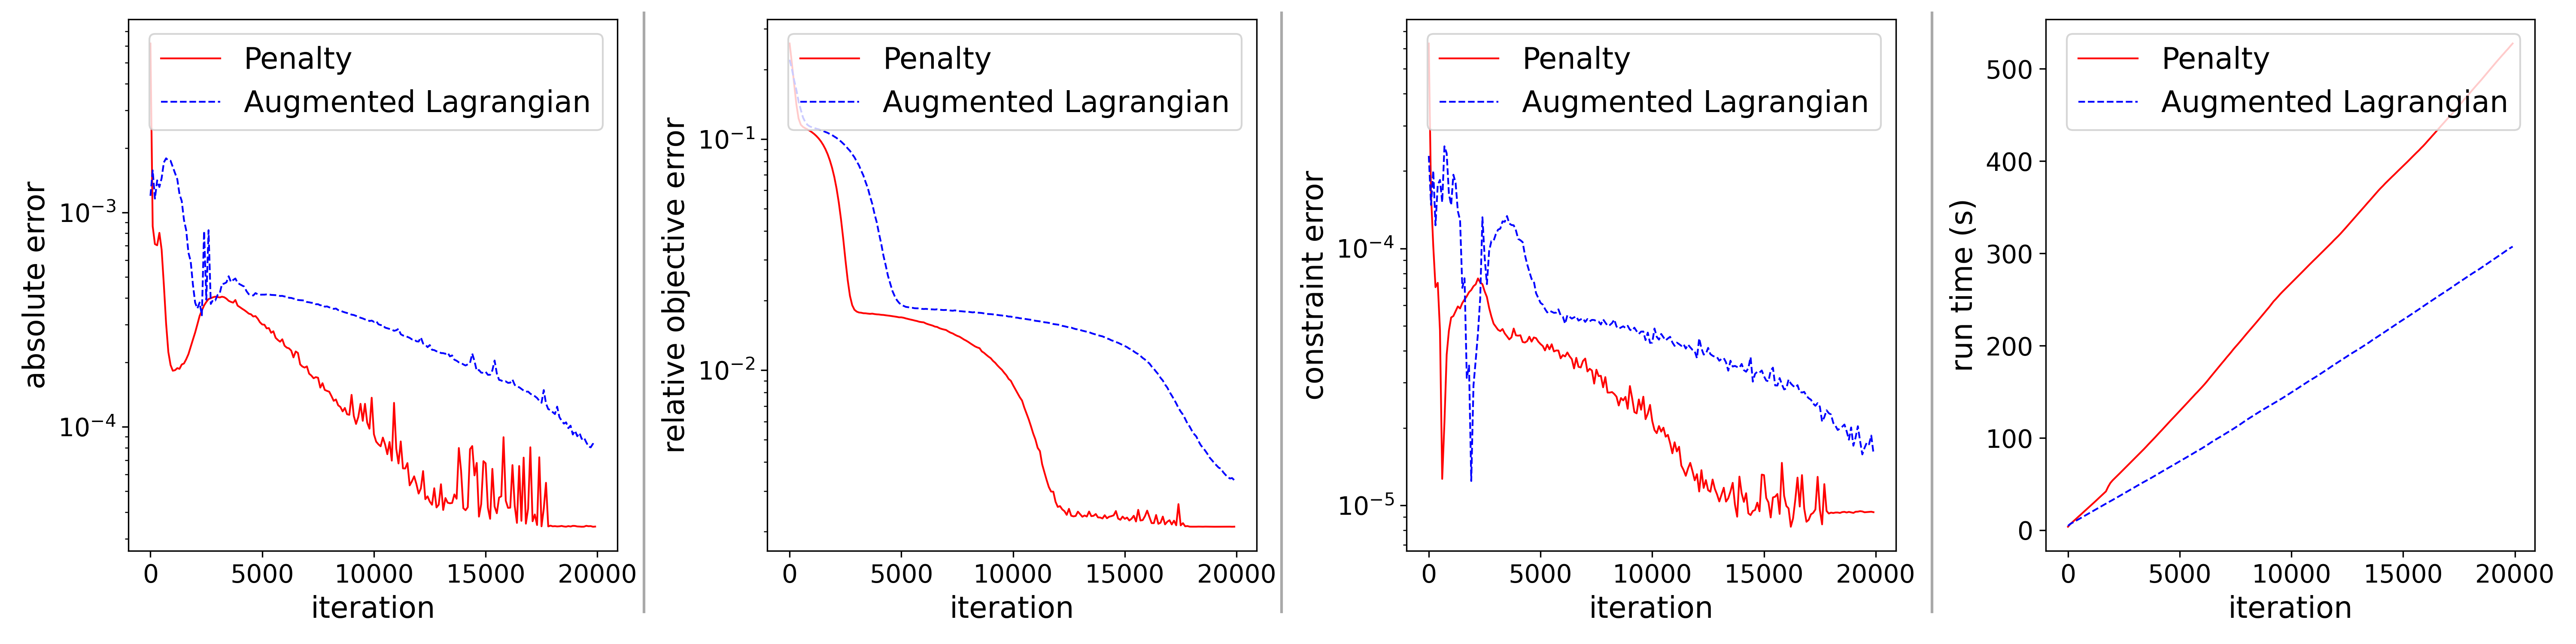 absolute error
10⁻³
10⁻⁴
Penalty
Augmented Lagrangian
0 5000 10000 15000 20000
iteration
relative objective error
10⁻¹
10⁻²
Penalty
Augmented Lagrangian
0 5000 10000 15000 20000
iteration
constraint error
10⁻⁴
10⁻⁵
Penalty
Augmented Lagrangian
0 5000 10000 15000 20000
iteration
run time (s)
500
400
300
200
100
0
Penalty
Augmented Lagrangian
0 5000 10000 15000 20000
iteration